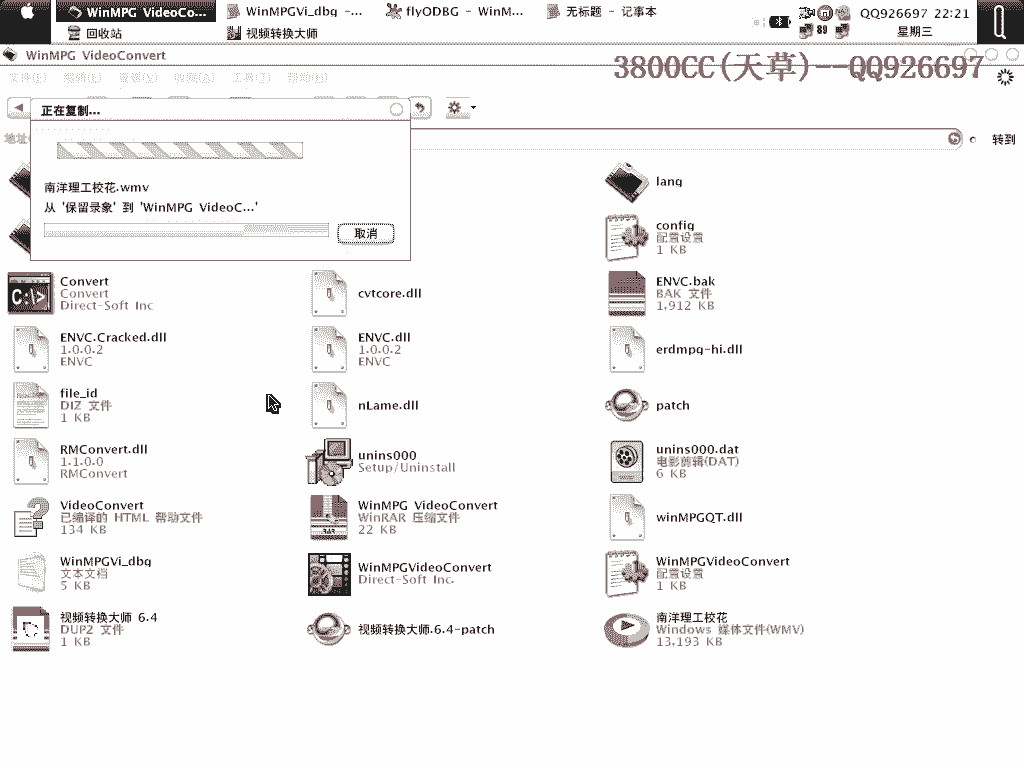 WinMPG VideoCo...
WinMPGVi_dbg -...
flyODBG - WinM...
无标题 - 记事本
QQ926697 22:21
回收站
视频转换大师
89
星期三
WinMPG VideoConvert
3800CC(天草)--QQ926697
文件(F)
编辑(E)
查看(V)
收藏(A)
工具(T)
帮助(H)
正在复制...
转到
南洋理工校花.wmv
从 '保留录象' 到 'WinMPG VideoC...'
取消
lang
config
配置设置
1 KB
Convert
Convert
Direct-Soft Inc
cvtcore.dll
ENVC.bak
BAK 文件
1,912 KB
ENVC.Cracked.dll
1.0.0.2
ENVC
ENVC.dll
1.0.0.2
ENVC
erdmpg-hi.dll
file_id
DIZ 文件
1 KB
nLame.dll
patch
RMConvert.dll
1.1.0.0
RMConvert
unins000
Setup/Uninstall
unins000.dat
电影剪辑(DAT)
6 KB
VideoConvert
已编译的 HTML 帮助文件
134 KB
WinMPG VideoConvert
WinRAR 压缩文件
22 KB
winMPGQT.dll
WinMPGVi_dbg
文本文档
5 KB
WinMPGVideoConvert
Direct-Soft Inc.
WinMPGVideoConvert
配置设置
1 KB
视频转换大师 6.4
DUP2 文件
1 KB
视频转换大师.6.4-patch
南洋理工校花
Windows 媒体文件(WMV)
13,193 KB